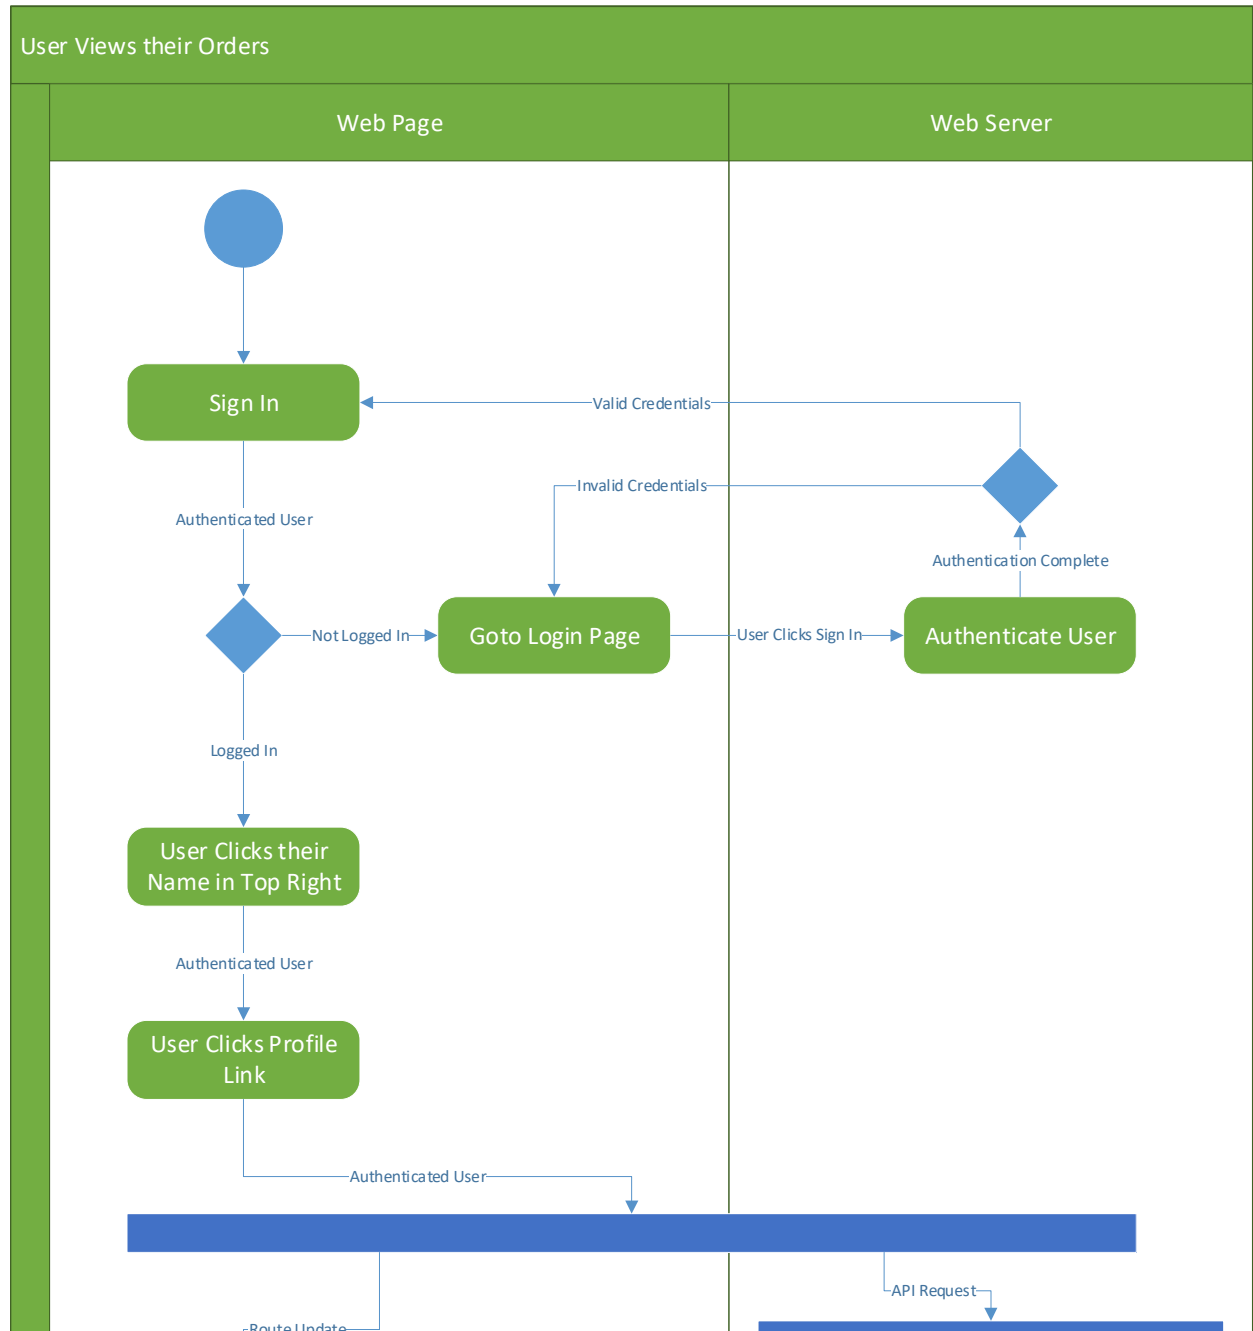 User Views their Orders
Web Page
Web Server
Sign In
Valid Credentials
Invalid Credentials
Authenticated User
Authentication Complete
Not Logged In
Goto Login Page
User Clicks Sign In
Authenticate User
Logged In
User Clicks their
Name in Top Right
Authenticated User
User Clicks Profile
Link
Authenticated User
API Request
Route Update